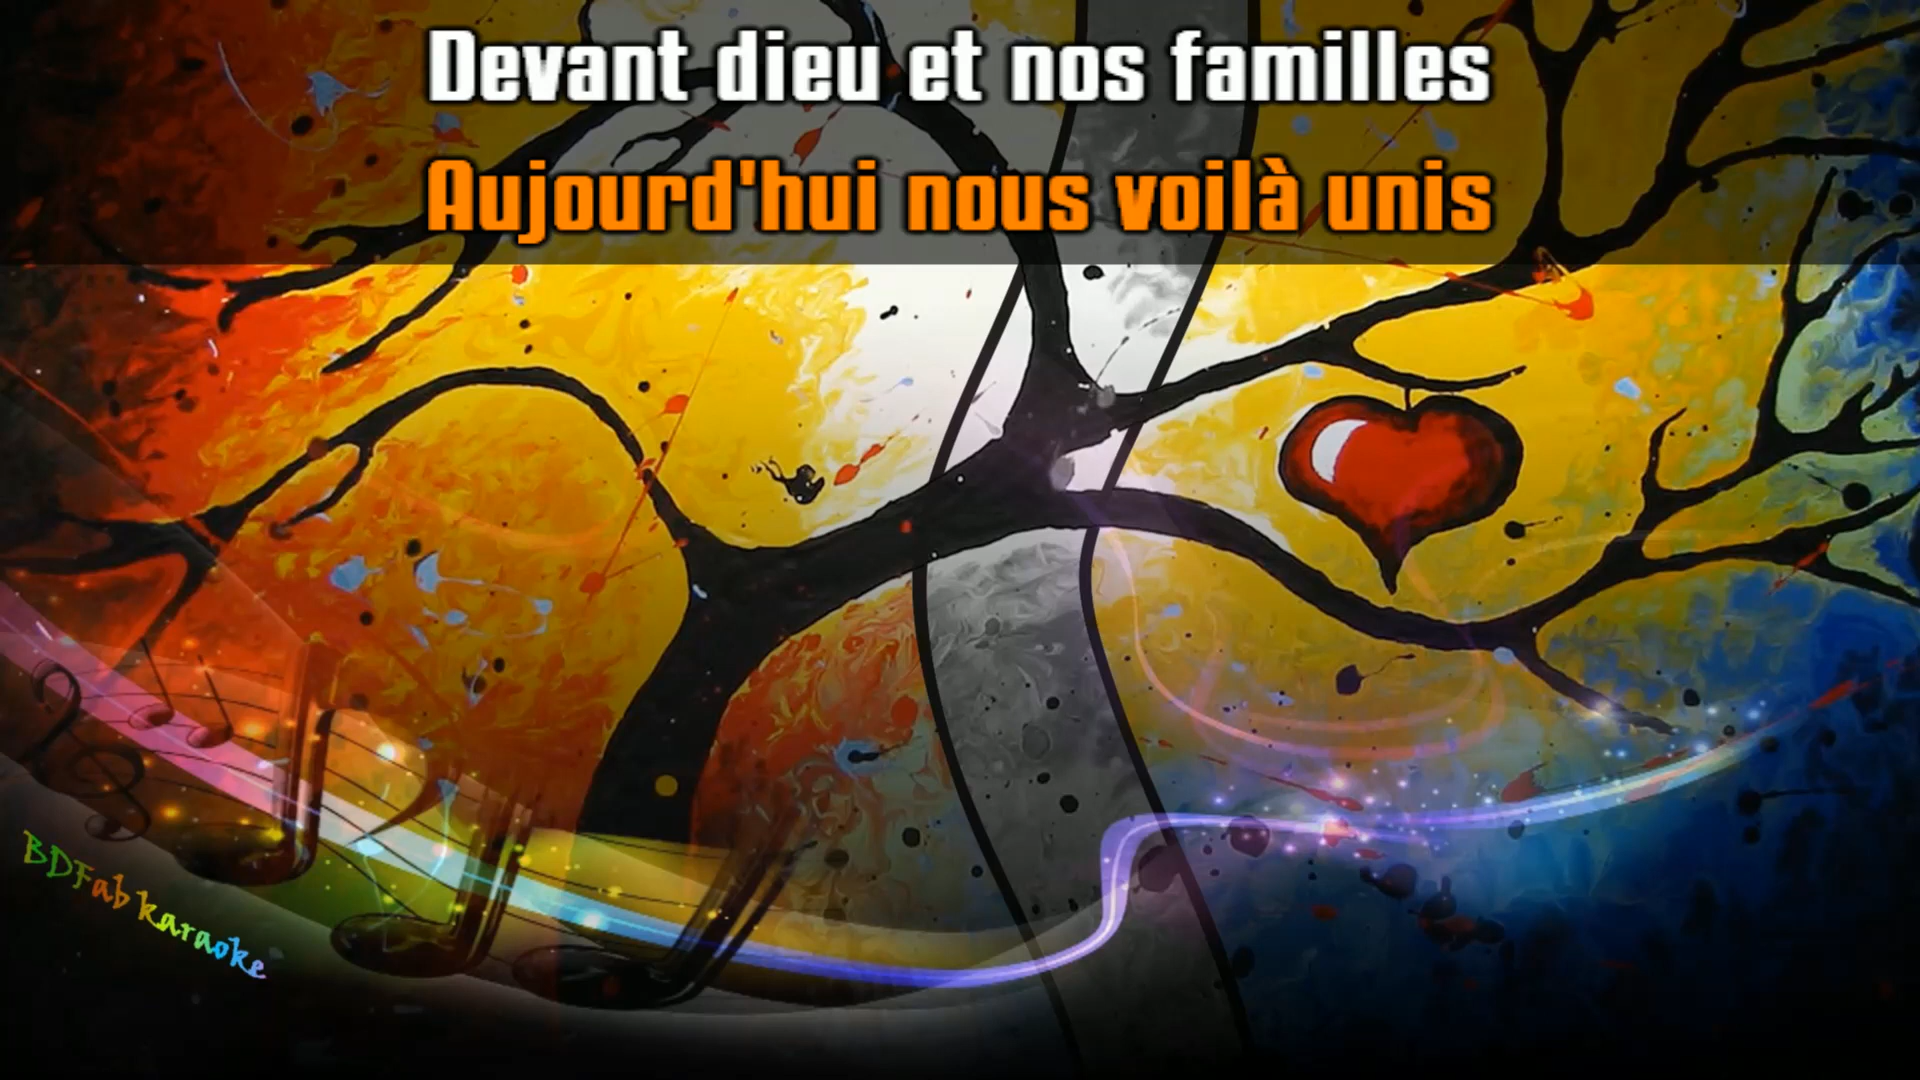 Devant dieu et nos familles
Aujourd'hui nous voilà unis
BDFab karaoke